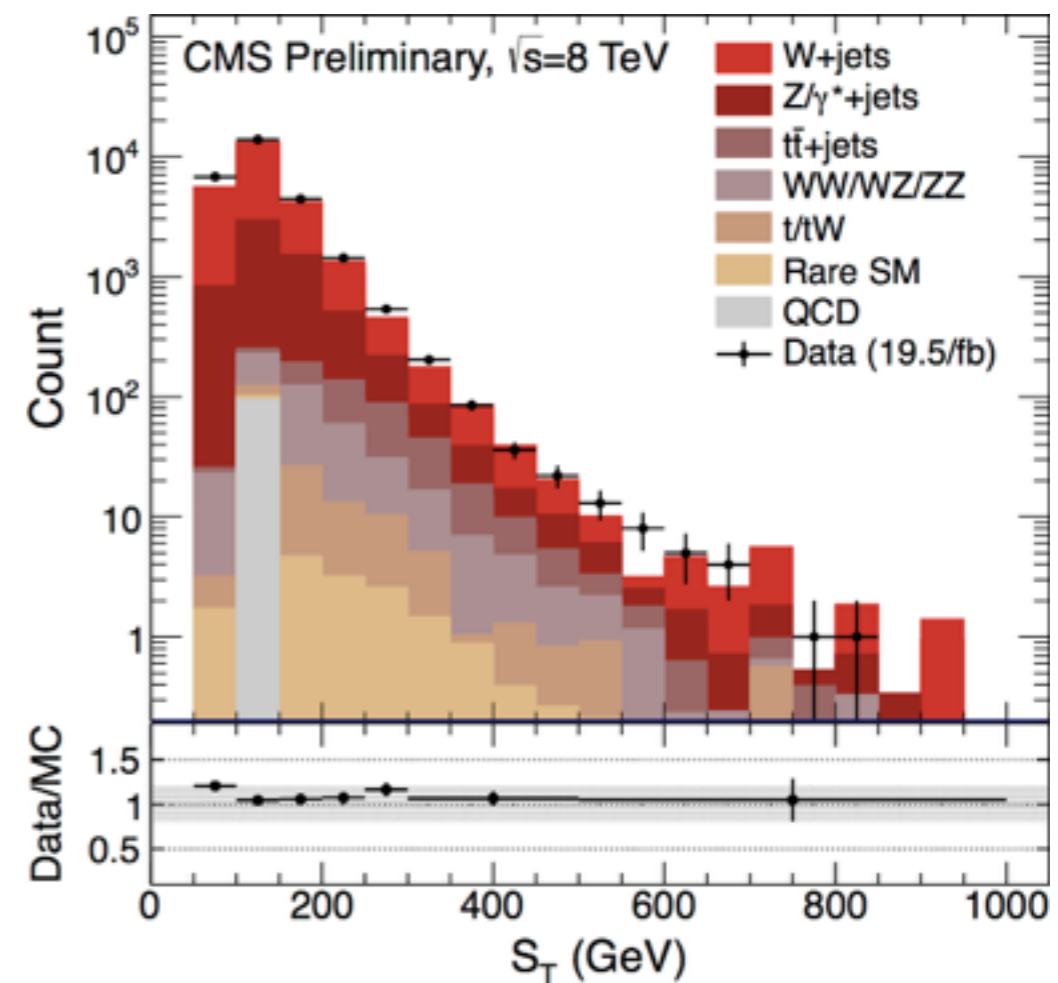 CMS Preliminary, √s=8 TeV
W+jets
Z/γ*+jets
tt̄+jets
WW/WZ/ZZ
t/tW
Rare SM
QCD
Data (19.5/fb)
Count
10⁵
10⁴
10³
10²
10
1
Data/MC
1.5
1
0.5
0 200 400 600 800 1000
S_T (GeV)